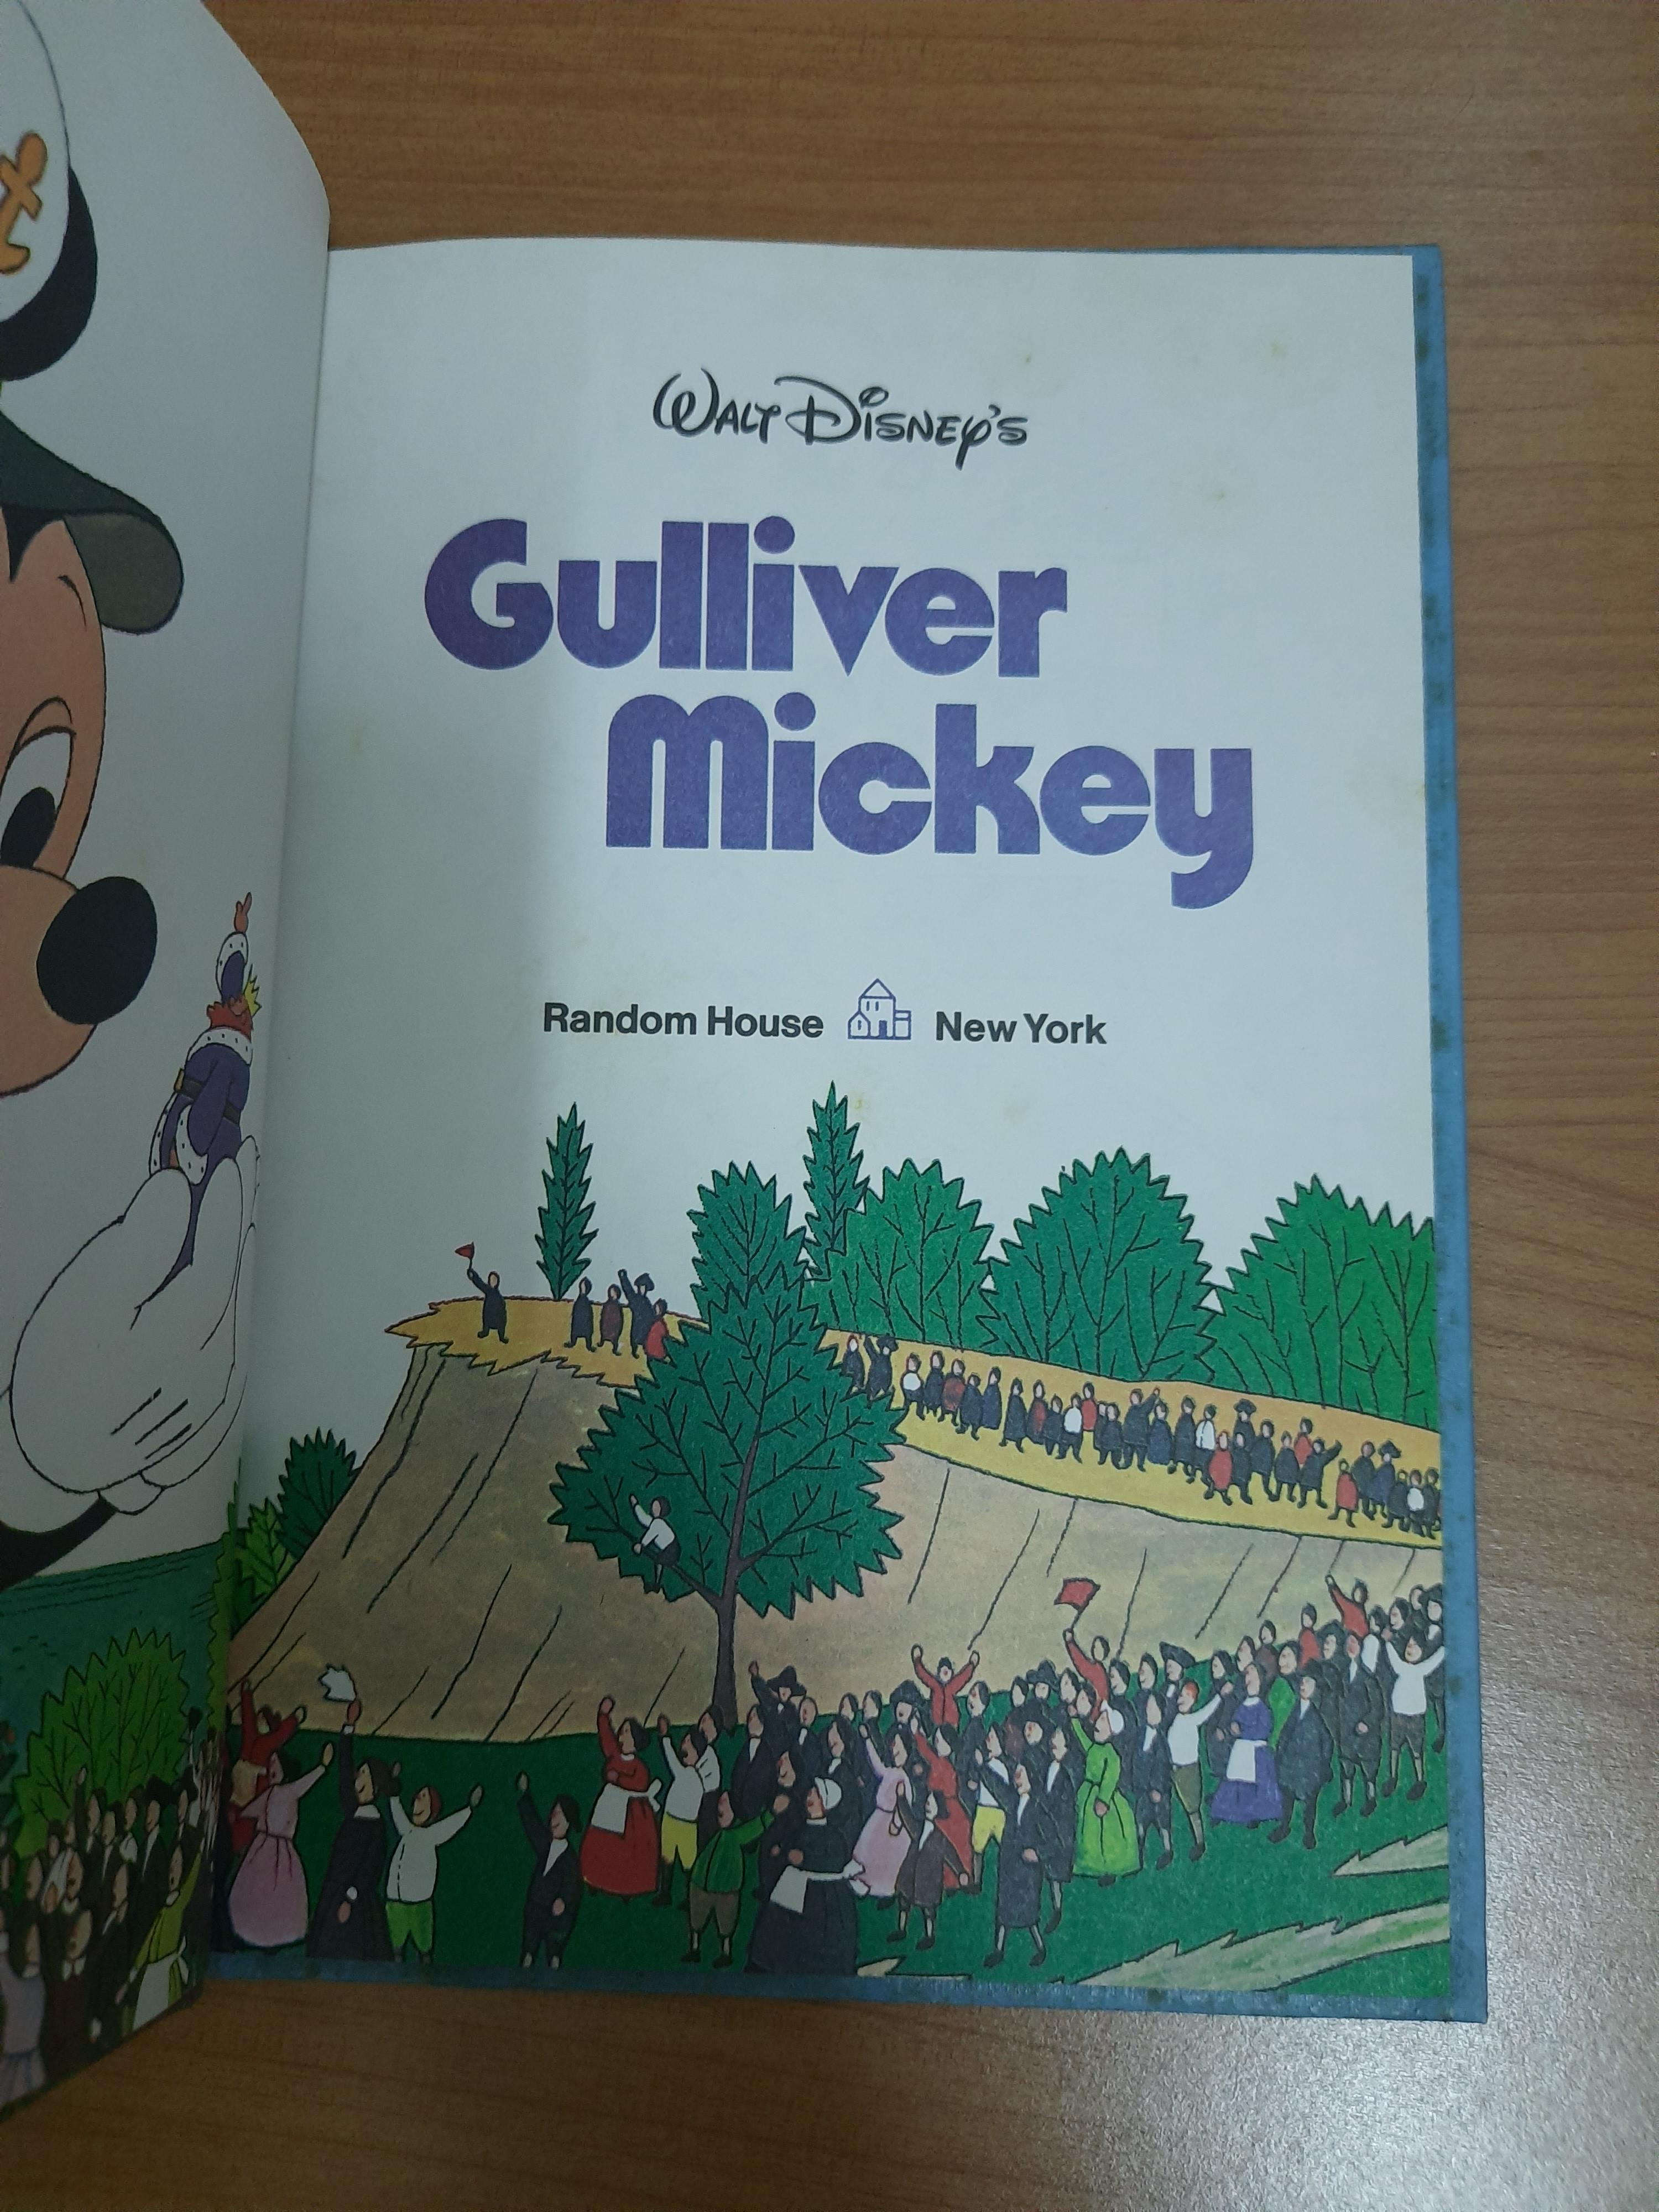 Walt Disney's
Gulliver
Mickey
Random House New York